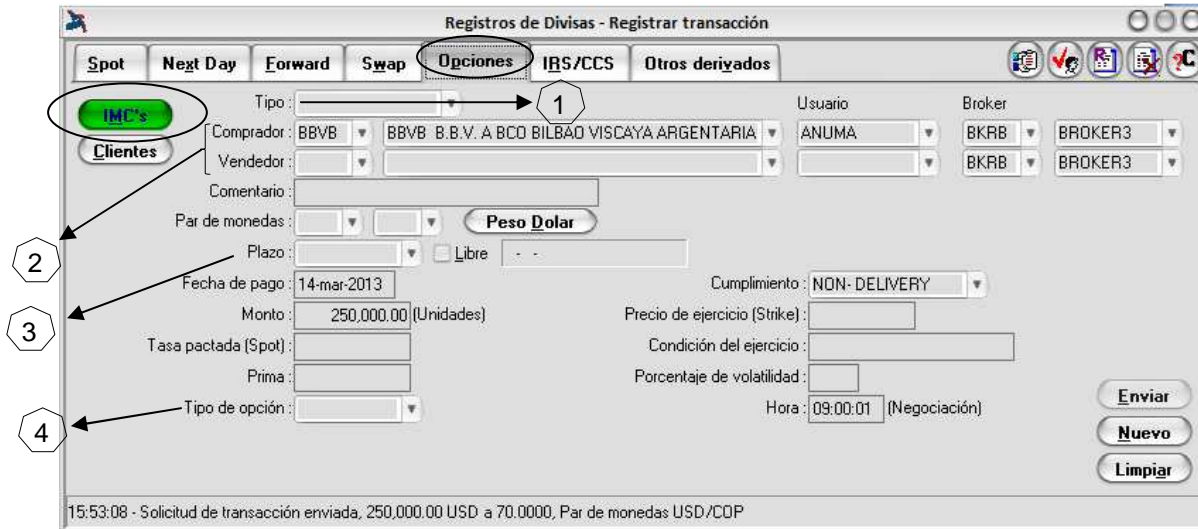 Registros de Divisas - Registrar transacción
Spot Next Day Forward Swap Opciones IRS/CCS Otros derivados
IMC's Tipo : 1 Usuario Broker
Comprador : BBVB BBVB B.B.V. A BCO BILBAO VISCAYA ARGENTARIA ANUMA BKRB BROKER3
Clientes
Vendedor : BKRB BROKER3
Comentario :
Par de monedas : Peso Dolar
2 Plazo : Libre - -
Fecha de pago : 14-mar-2013 Cumplimiento : NON- DELIVERY
3 Monto : 250,000.00 (Unidades) Precio de ejercicio (Strike) :
Tasa pactada (Spot) : Condición del ejercicio :
Prima : Porcentaje de volatilidad :
4 Tipo de opción : Hora : 09:00:01 (Negociación)
Enviar
Nuevo
Limpiar
15:53:08 - Solicitud de transacción enviada, 250,000.00 USD a 70.0000, Par de monedas USD/COP